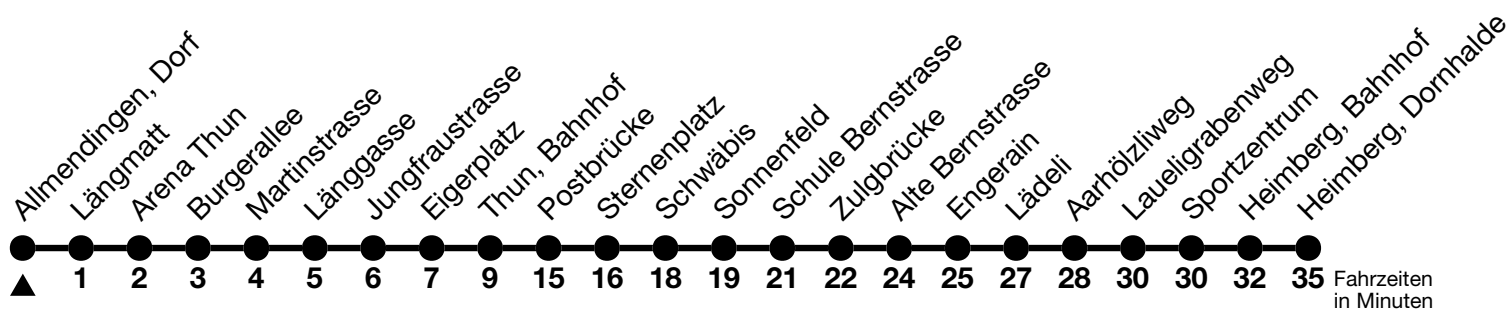 Allmendingen, Dorf
Längmatt
Arena Thun
Burgerallee
Martinstrasse
Länggasse
Jungfraustrasse
Eigerplatz
Thun, Bahnhof
Postbrücke
Sternenplatz
Schwäbis
Sonnenfeld
Schule Bernstrasse
Zulgbrücke
Alte Bernstrasse
Engerain
Lädeli
Aarhölzliweg
Laueligrabenweg
Sportzentrum
Heimberg, Bahnhof
Heimberg, Dornhalde
1 2 3 4 5 6 7 9 15 16 18 19 21 22 24 25 27 28 30 30 32 35 Fahrzeiten
in Minuten